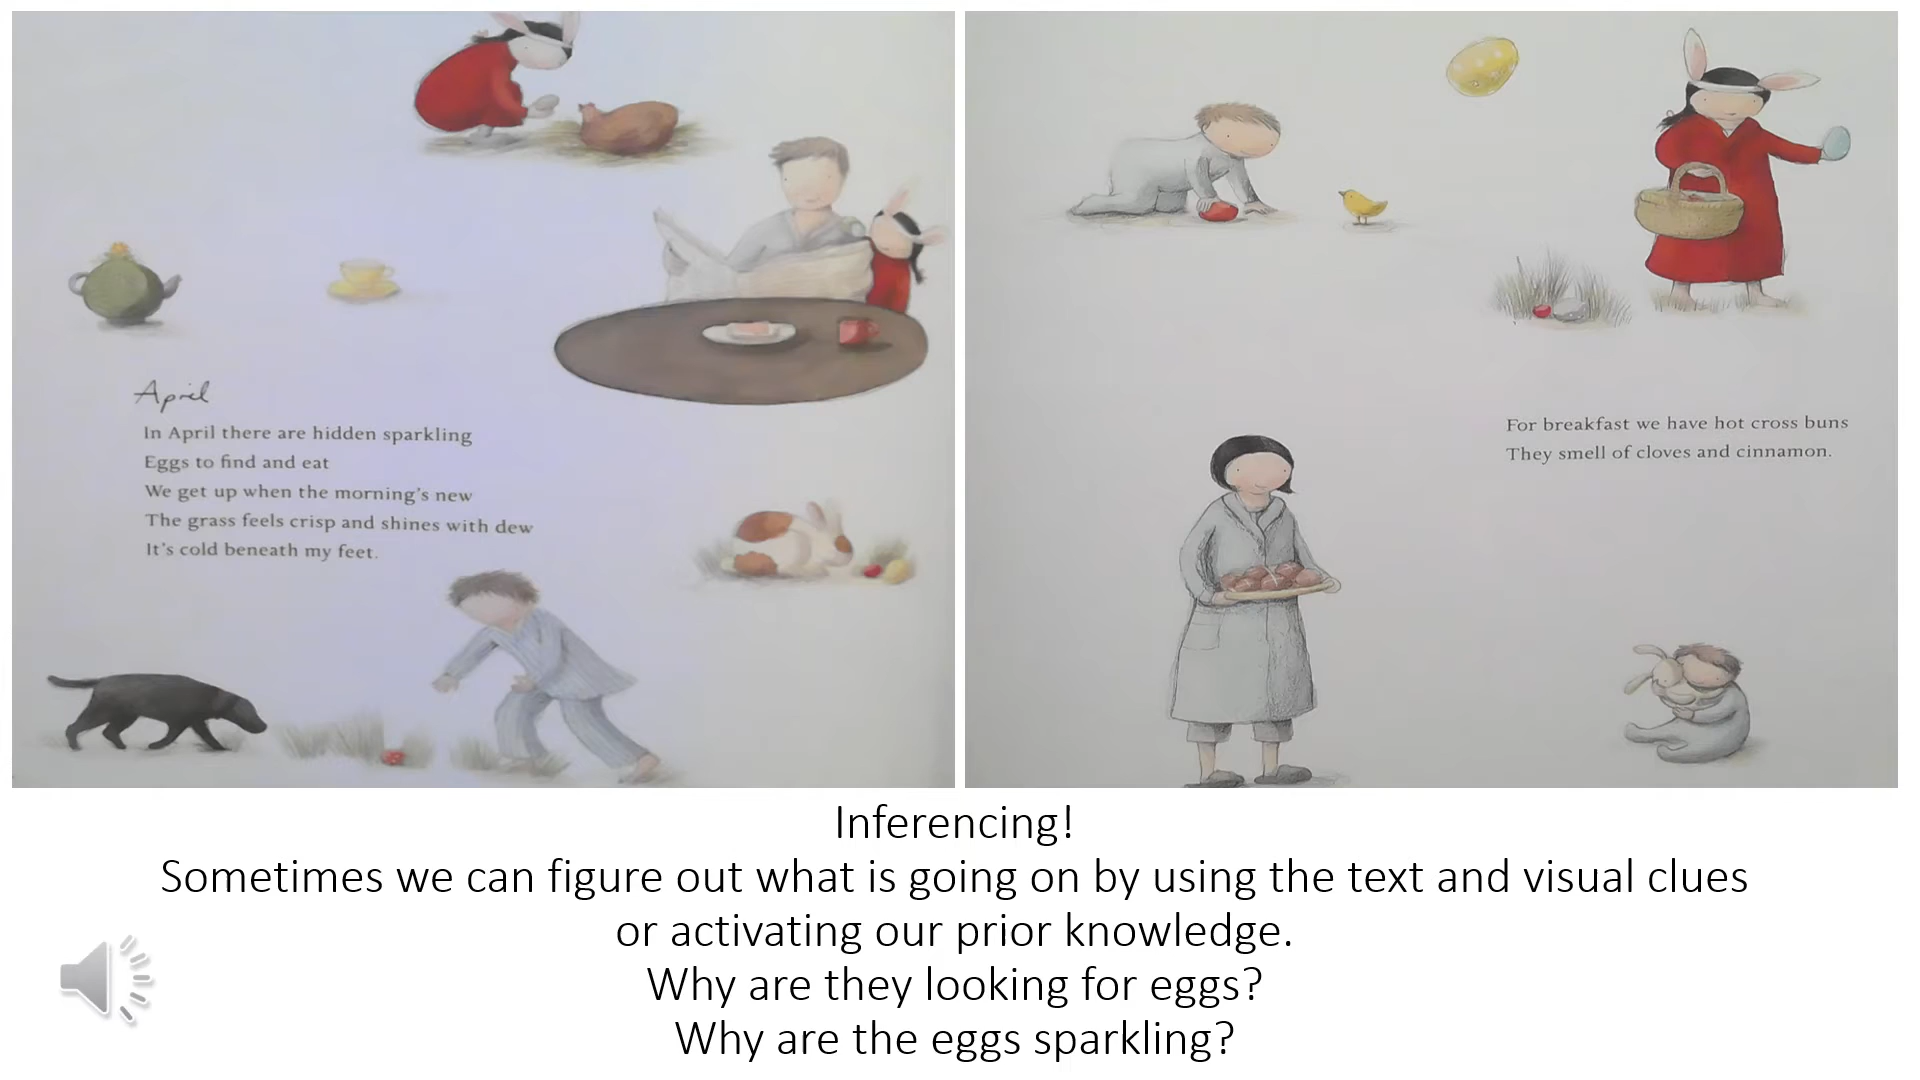 April
In April there are hidden sparkling
Eggs to find and eat
We get up when the morning's new
The grass feels crisp and shines with dew
It's cold beneath my feet.
For breakfast we have hot cross buns
They smell of cloves and cinnamon.
Inferencing!
Sometimes we can figure out what is going on by using the text and visual clues
or activating our prior knowledge.
Why are they looking for eggs?
Why are the eggs sparkling?